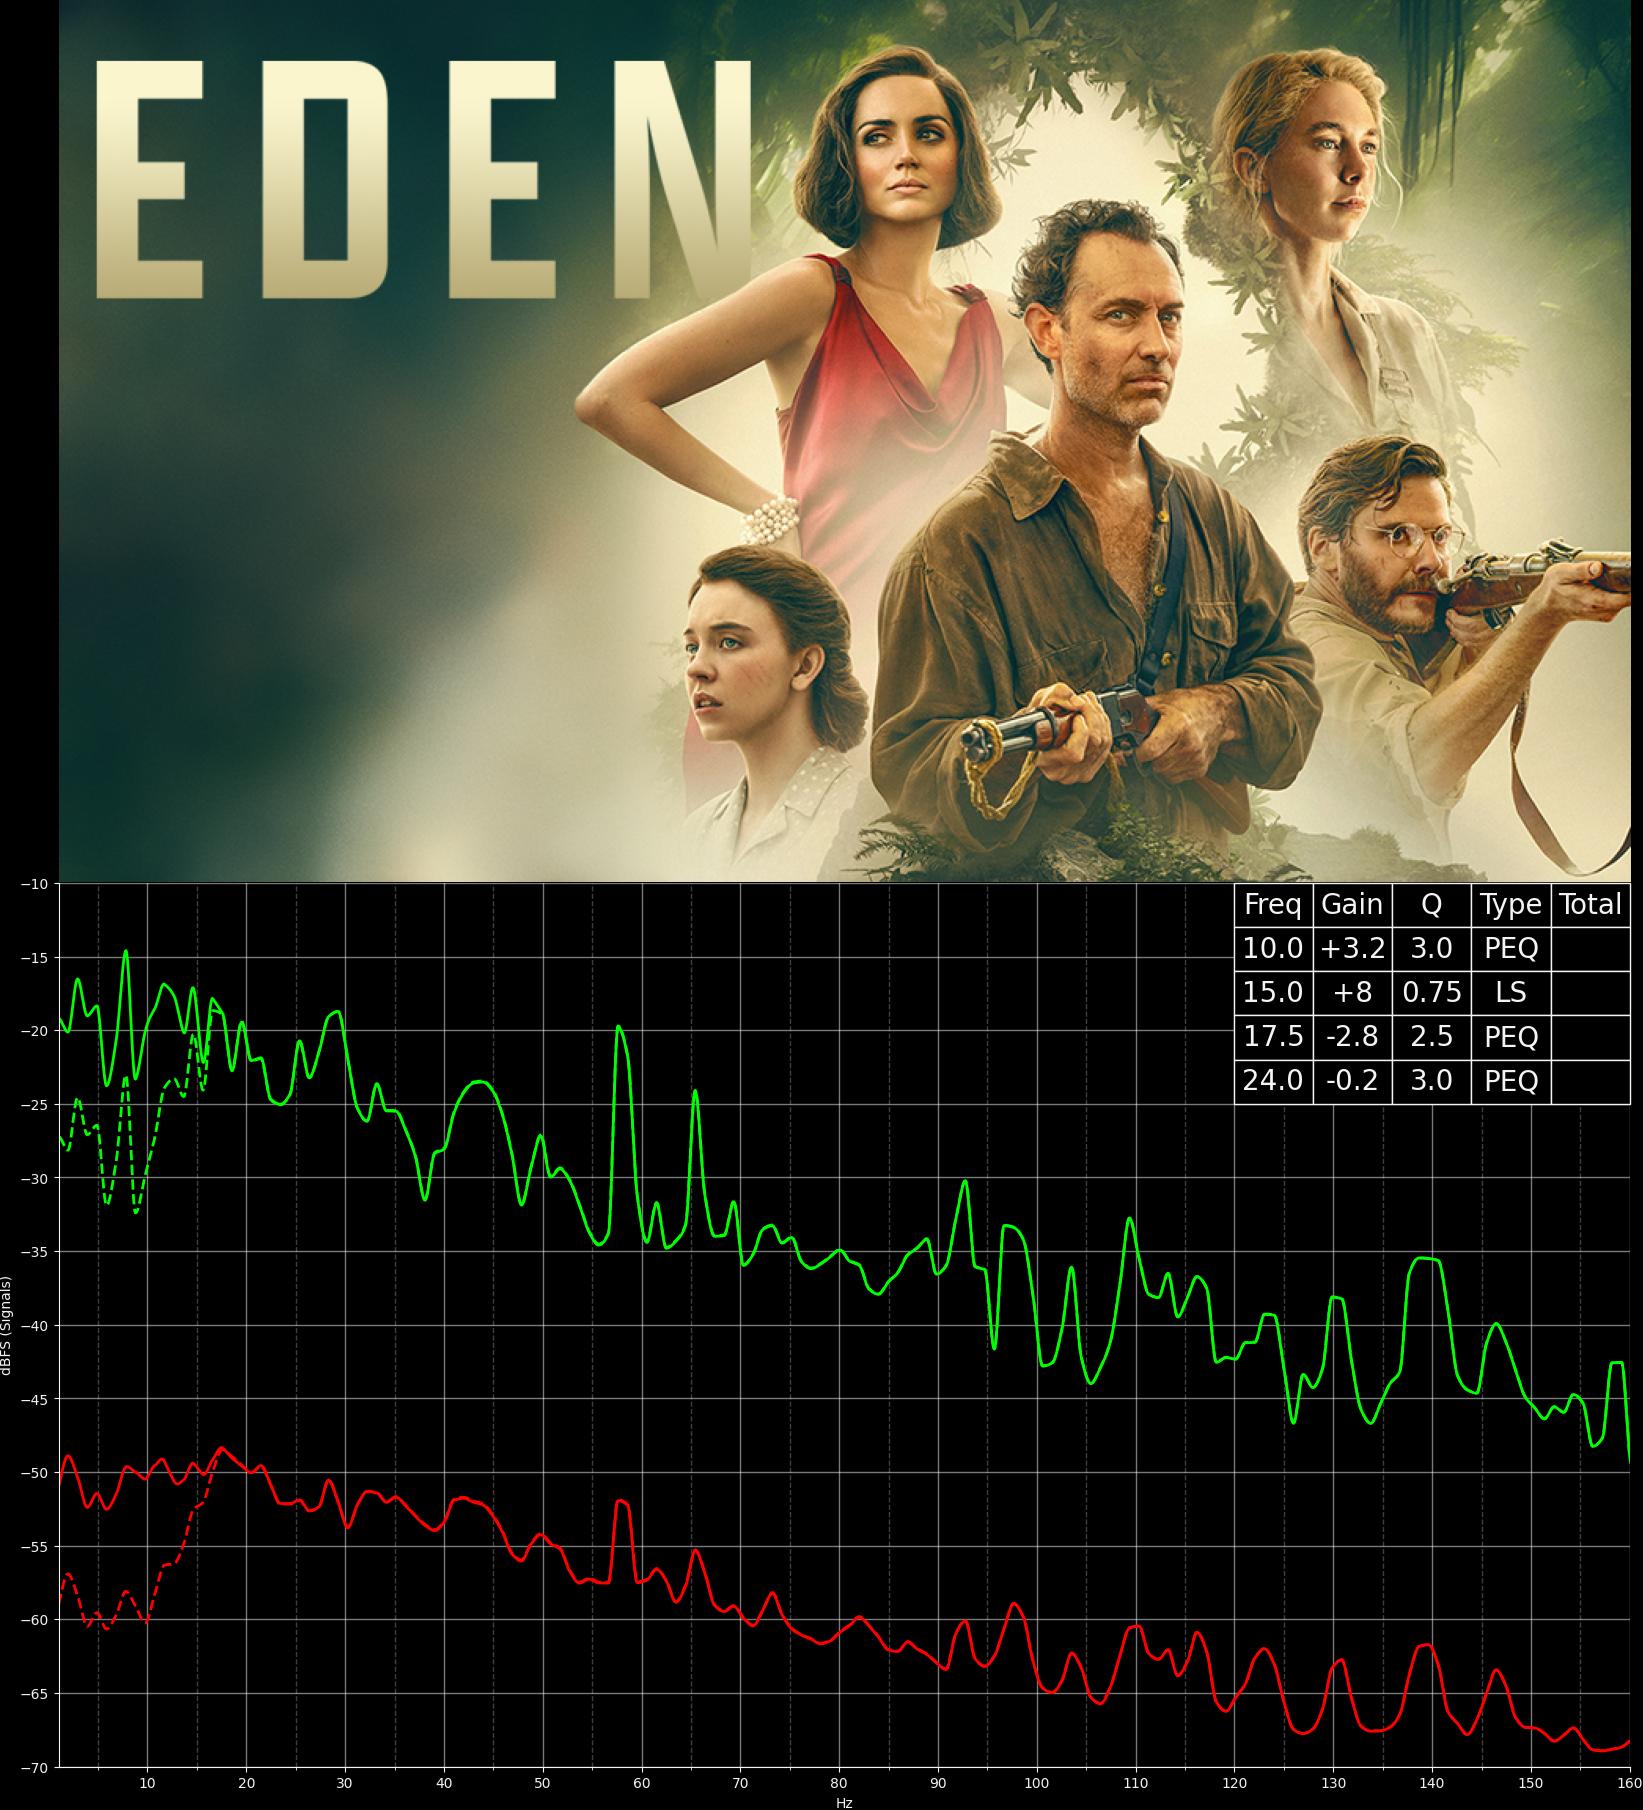 EDEN
Freq Gain Q Type Total
10.0 +3.2 3.0 PEQ
15.0 +8 0.75 LS
17.5 -2.8 2.5 PEQ
24.0 -0.2 3.0 PEQ
−10
−15
−20
−25
−30
−35
−40
−45
−50
−55
−60
−65
−70
dBFS (Signals)
10 20 30 40 50 60 70 80 90 100 110 120 130 140 150 160
Hz